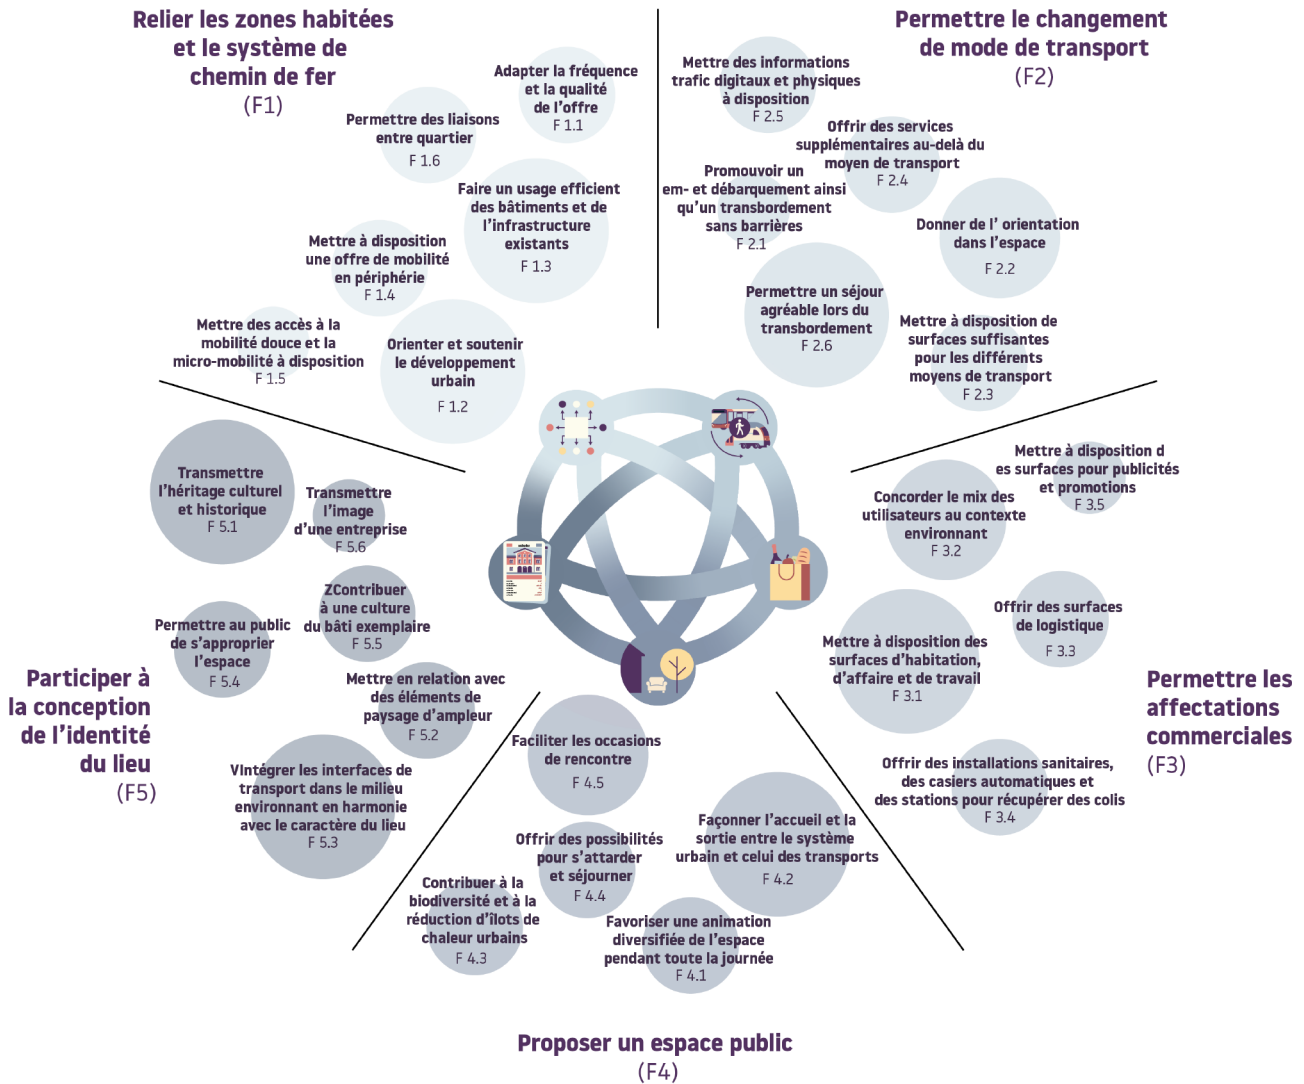 Relier les zones habitées
et le système de
chemin de fer
(F1)
Adapter la fréquence
et la qualité
de l'offre
F 1.1
Permettre des liaisons
entre quartier
F 1.6
Faire un usage efficient
des bâtiments et de
l'infrastructure
existants
F 1.3
Mettre à disposition
une offre de mobilité
en périphérie
F 1.4
Mettre des accès à la
mobilité douce et la
micro-mobilité à disposition
F 1.5
Orienter et soutenir
le développement
urbain
F 1.2
Permettre le changement
de mode de transport
(F2)
Mettre des informations
trafic digitaux et physiques
à disposition
F 2.5
Offrir des services
supplémentaires au-delà du
moyen de transport
F 2.4
Promouvoir un
em- et débarquement ainsi
qu'un transbordement
sans barrières
F 2.1
Donner de l' orientation
dans l'espace
F 2.2
Permettre un séjour
agréable lors du
transbordement
F 2.6
Mettre à disposition de
surfaces suffisantes
pour les différents
moyens de transport
F 2.3
Mettre à disposition d
es surfaces pour publicités
et promotions
F 3.5
Concorder le mix des
utilisateurs au contexte
environnant
F 3.2
Offrir des surfaces
de logistique
F 3.3
Mettre à disposition des
surfaces d'habitation,
d'affaire et de travail
F 3.1
Permettre les
affectations
commerciales
(F3)
Offrir des installations sanitaires,
des casiers automatiques et
des stations pour récupérer des colis
F 3.4
Transmettre
l'héritage culturel
et historique
F 5.1
Transmettre
l'image
d'une entreprise
F 5.6
ZContribuer
à une culture
du bâti exemplaire
F 5.5
Permettre au public
de s'approprier
l'espace
F 5.4
Mettre en relation avec
des éléments de
paysage d'ampleur
F 5.2
Participer à
la conception
de l'identité
du lieu
(F5)
VIntégrer les interfaces de
transport dans le milieu
environnant en harmonie
avec le caractère du lieu
F 5.3
Faciliter les occasions
de rencontre
F 4.5
Façonner l'accueil et la
sortie entre le système
urbain et celui des transports
F 4.2
Offrir des possibilités
pour s'attarder
et séjourner
F 4.4
Contribuer à la
biodiversité et à la
réduction d'îlots de
chaleur urbains
F 4.3
Favoriser une animation
diversifiée de l'espace
pendant toute la journée
F 4.1
Proposer un espace public
(F4)